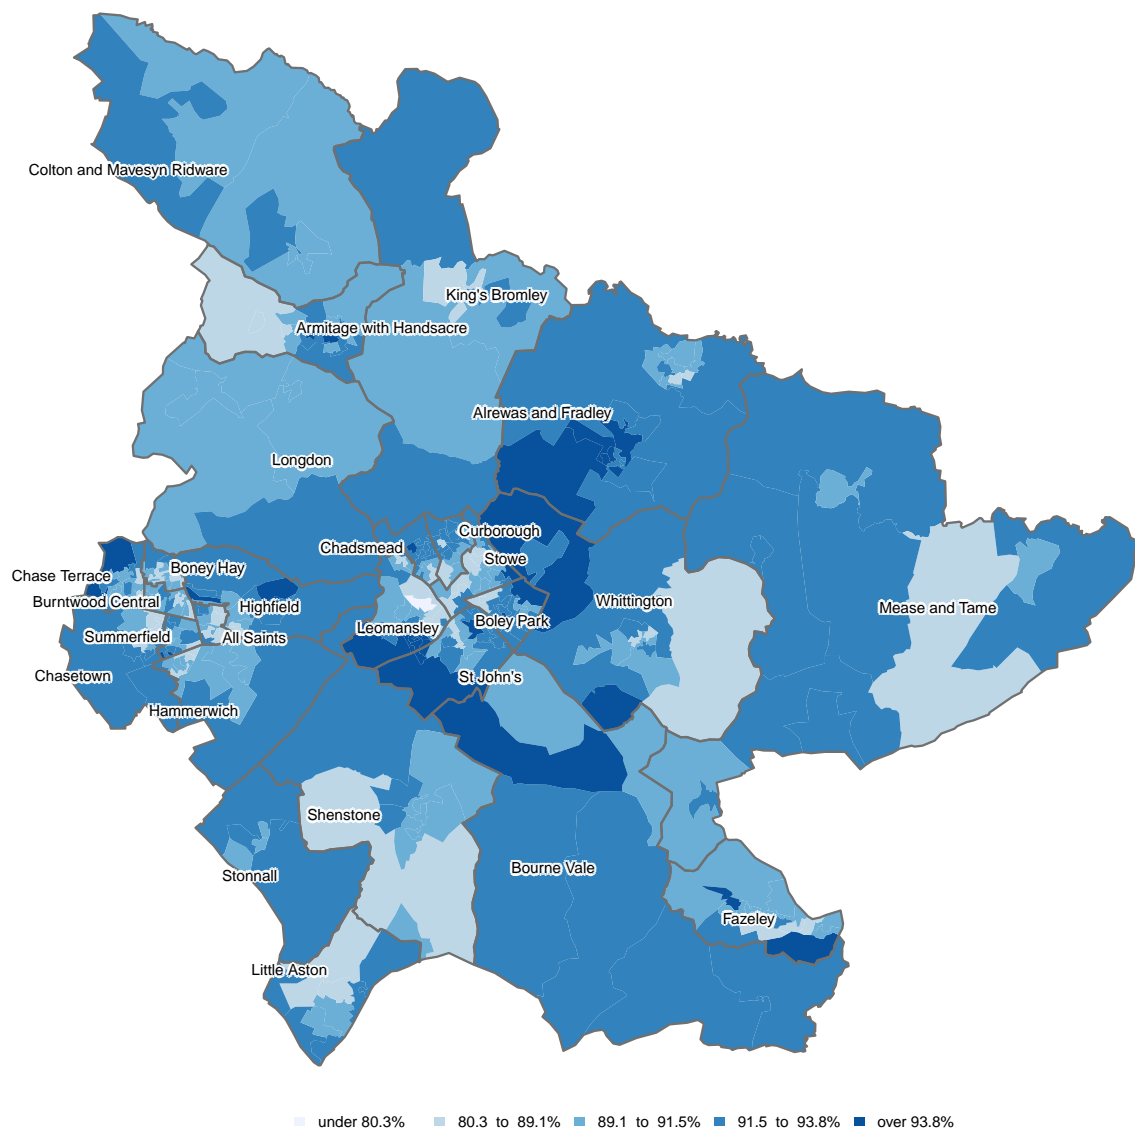 Colton and Mavesyn Ridware
King's Bromley
Armitage with Handsacre
Alrewas and Fradley
Longdon
Curborough
Chadsmead
Stowe
Boney Hay
Chase Terrace
Burntwood Central
Highfield
Whittington
Mease and Tame
Leomansley
Boley Park
Summerfield
All Saints
Chasetown
St John's
Hammerwich
Shenstone
Bourne Vale
Stonnall
Fazeley
Little Aston
under 80.3% 80.3 to 89.1% 89.1 to 91.5% 91.5 to 93.8% over 93.8%